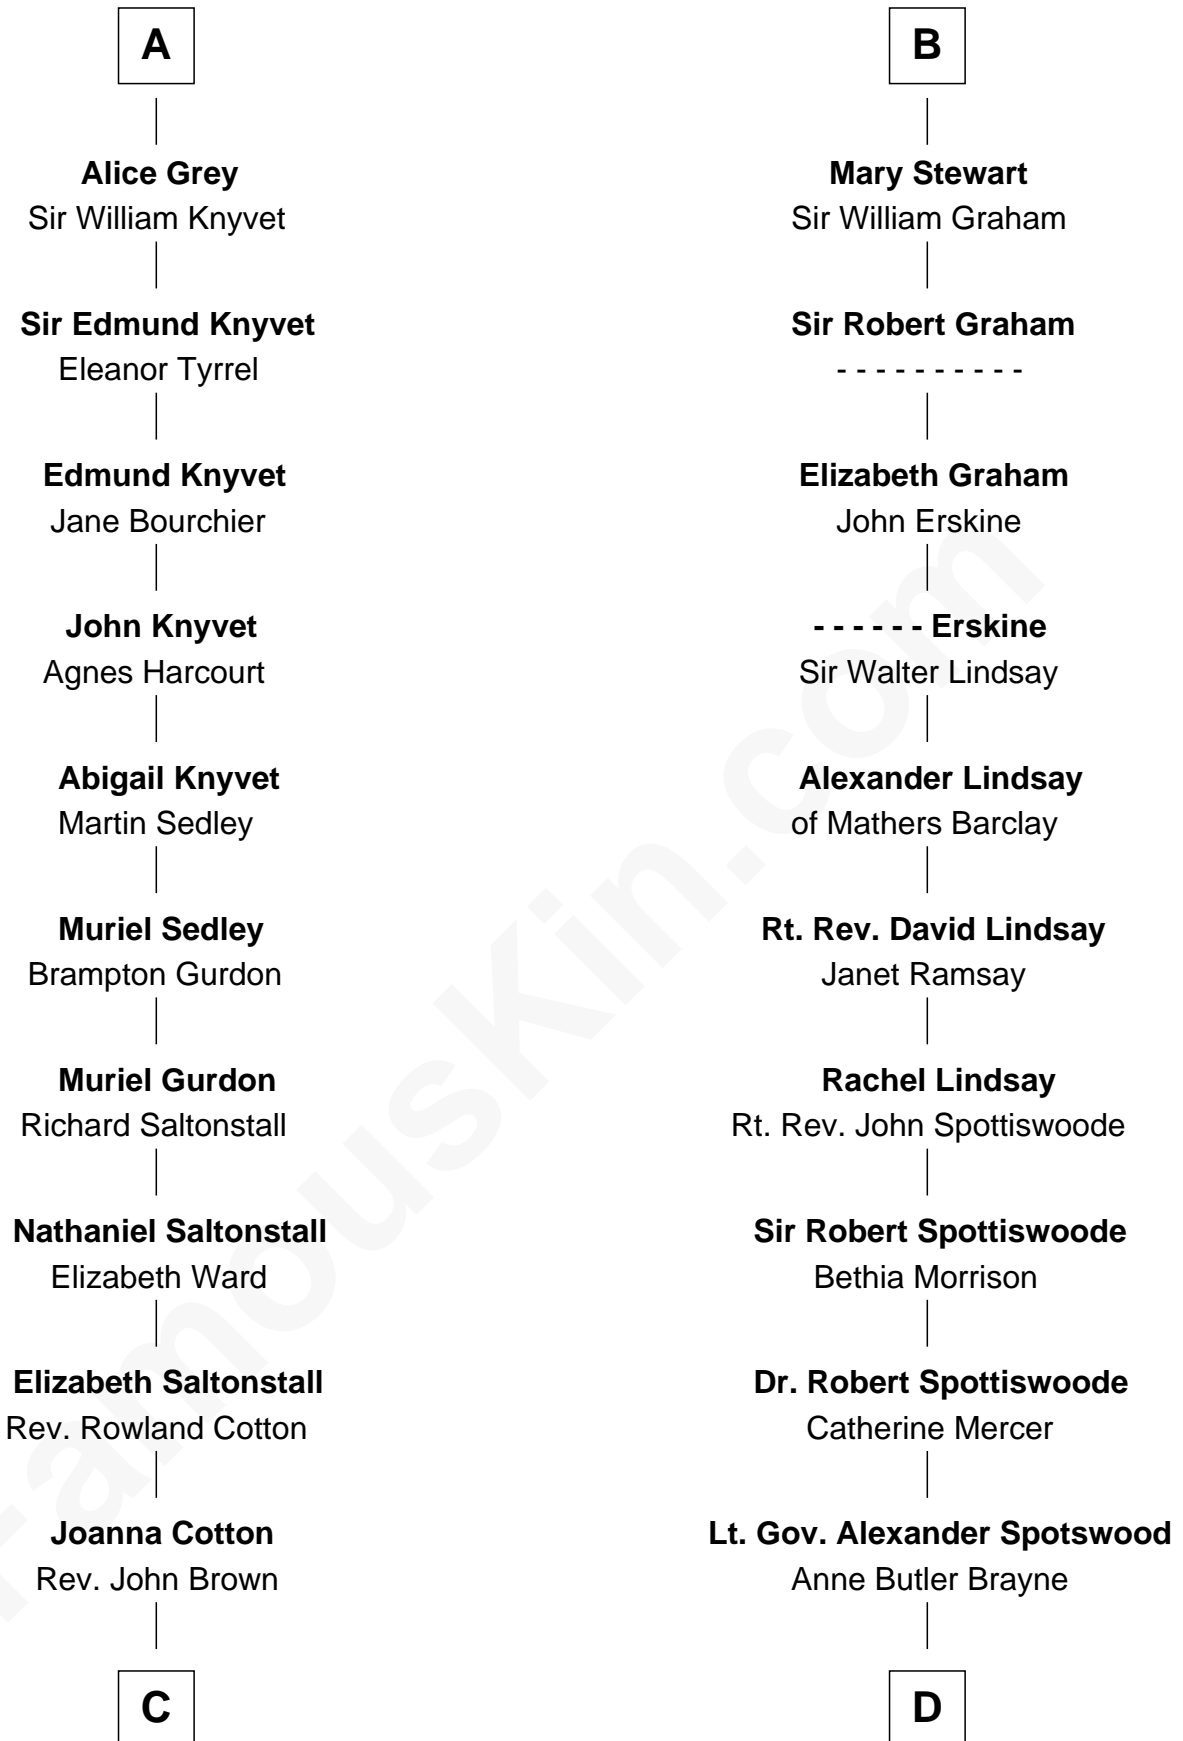 A
Alice Grey
Sir William Knyvet
Sir Edmund Knyvet
Eleanor Tyrrel
Edmund Knyvet
Jane Bourchier
John Knyvet
Agnes Harcourt
Abigail Knyvet
Martin Sedley
Muriel Sedley
Brampton Gurdon
Muriel Gurdon
Richard Saltonstall
Nathaniel Saltonstall
Elizabeth Ward
Elizabeth Saltonstall
Rev. Rowland Cotton
Joanna Cotton
Rev. John Brown
C
B
Mary Stewart
Sir William Graham
Sir Robert Graham
- - - - - - - - - -
Elizabeth Graham
John Erskine
- - - - - - Erskine
Sir Walter Lindsay
Alexander Lindsay
of Mathers Barclay
Rt. Rev. David Lindsay
Janet Ramsay
Rachel Lindsay
Rt. Rev. John Spottiswoode
Sir Robert Spottiswoode
Bethia Morrison
Dr. Robert Spottiswoode
Catherine Mercer
Lt. Gov. Alexander Spotswood
Anne Butler Brayne
D
FamousKin.com